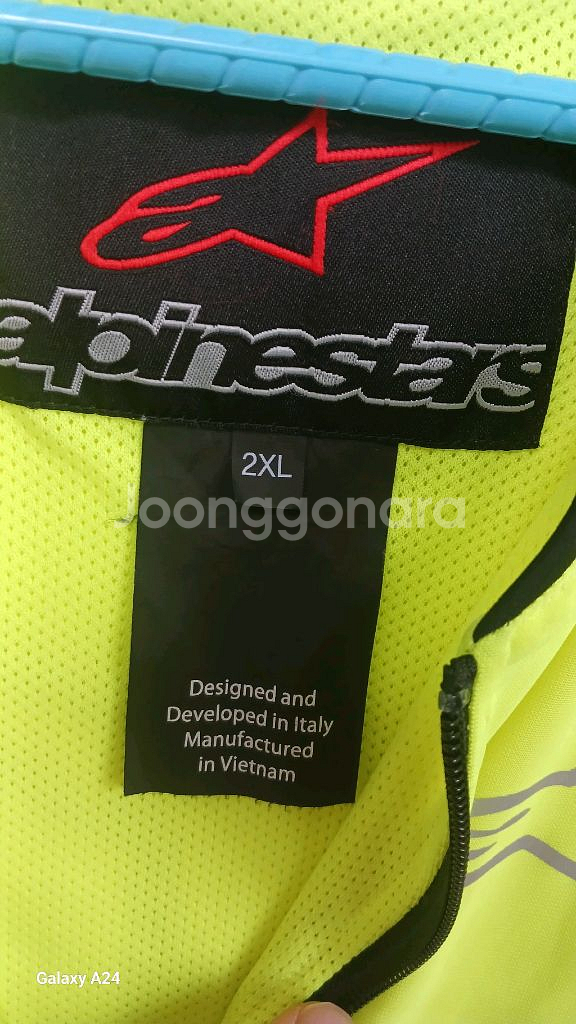 alpinestars
2XL
Joonggonara
Designed and
Developed in Italy
Manufactured
in Vietnam
Galaxy A24